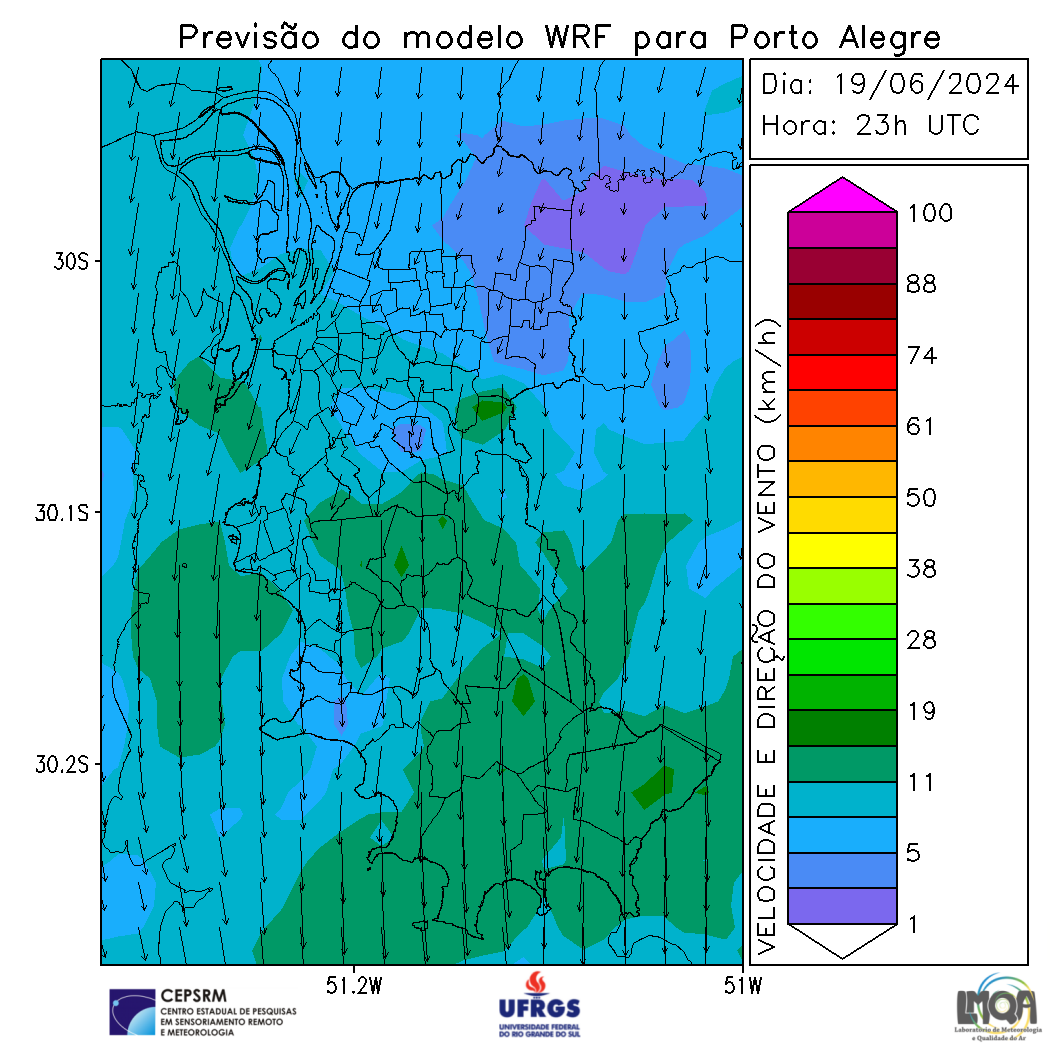 Previsão do modelo WRF para Porto Alegre
Dia: 19/06/2024
Hora: 23h UTC
30S
30.1S
30.2S
51.2W
51W
VELOCIDADE E DIREÇÃO DO VENTO (km/h)
100
88
74
61
50
38
28
19
11
5
1
CEPSRM
CENTRO ESTADUAL DE PESQUISAS
EM SENSORIAMENTO REMOTO
E METEOROLOGIA
UFRGS
UNIVERSIDADE FEDERAL
DO RIO GRANDE DO SUL
LMQA
Laboratório de Meteorologia
e Qualidade do Ar